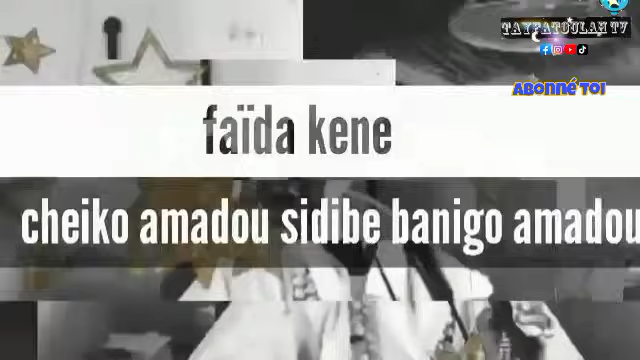 TAYFATOULAH TV
ABONNÉ TOI
faïda kene
cheiko amadou sidibe banigo amadou